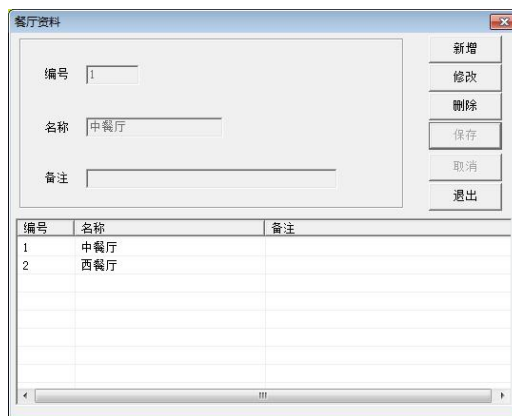 餐厅资料
新增
编号 1
修改
删除
名称 中餐厅
保存
取消
备注
退出
编号 名称 备注
1 中餐厅
2 西餐厅